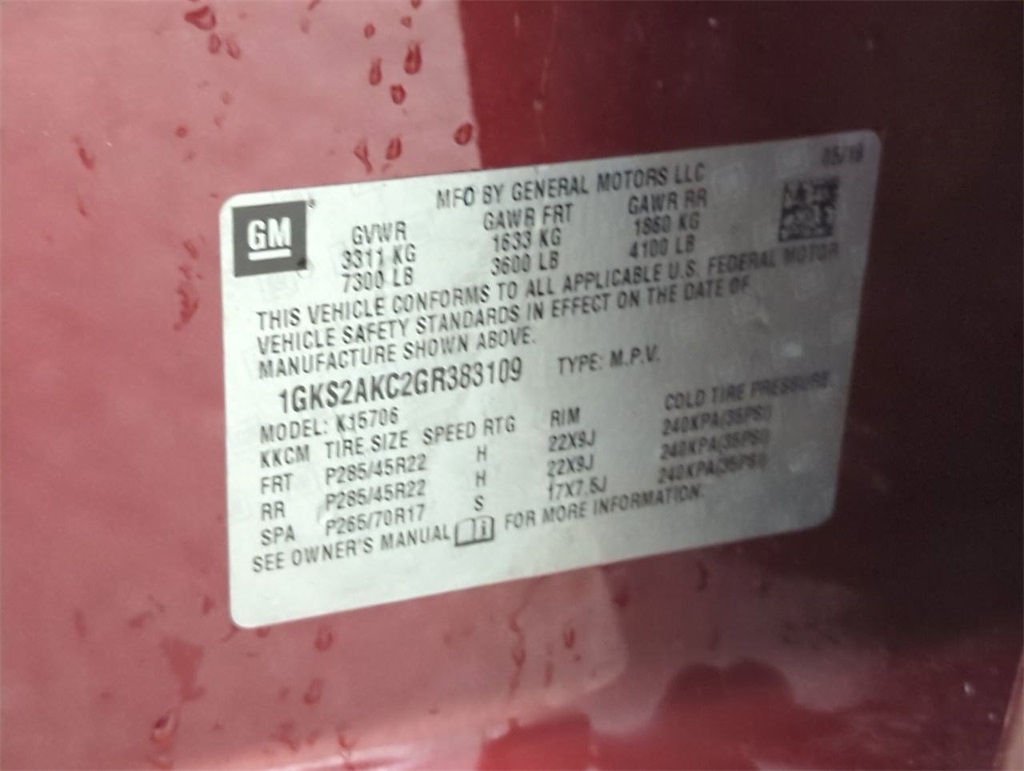 05/16
MFD BY GENERAL MOTORS LLC
GM
GVWR GAWR FRT GAWR RR
3311 KG 1633 KG 1860 KG
7300 LB 3600 LB 4100 LB
THIS VEHICLE CONFORMS TO ALL APPLICABLE U.S. FEDERAL MOTOR
VEHICLE SAFETY STANDARDS IN EFFECT ON THE DATE OF
MANUFACTURE SHOWN ABOVE.
1GKS2AKC2GR383109 TYPE: M.P.V.
MODEL: K15706
KKCM TIRE SIZE SPEED RTG RIM COLD TIRE PRESSURE
FRT P285/45R22 H 22X9J 240KPA(35PSI)
RR P285/45R22 H 22X9J 240KPA(35PSI)
SPA P265/70R17 S 17X7.5J 240KPA(35PSI)
SEE OWNER'S MANUAL FOR MORE INFORMATION.